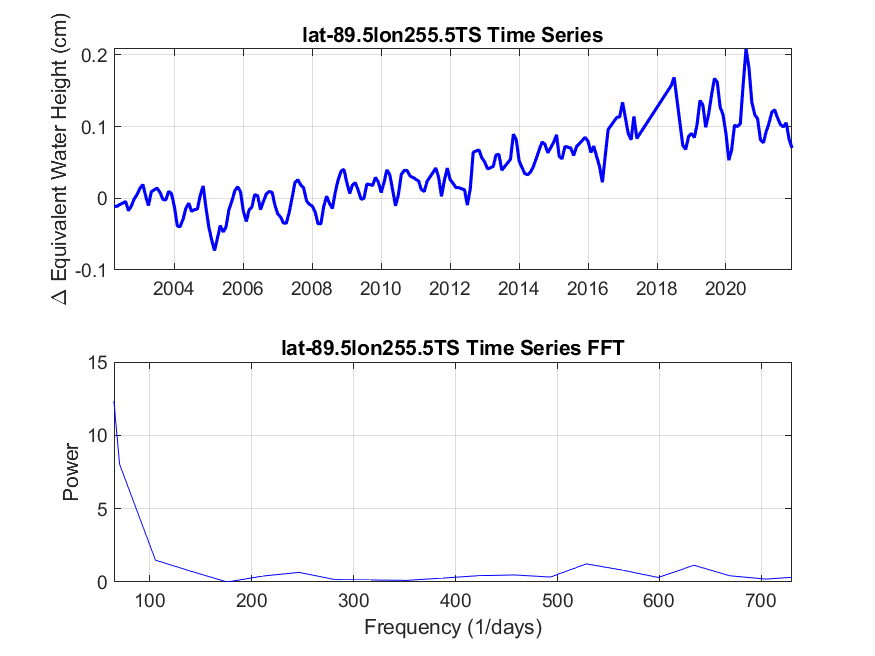 lat-89.5lon255.5TS Time Series
Δ Equivalent Water Height (cm)
0.2
0.1
0
-0.1
2004 2006 2008 2010 2012 2014 2016 2018 2020
lat-89.5lon255.5TS Time Series FFT
Power
15
10
5
0
100 200 300 400 500 600 700
Frequency (1/days)